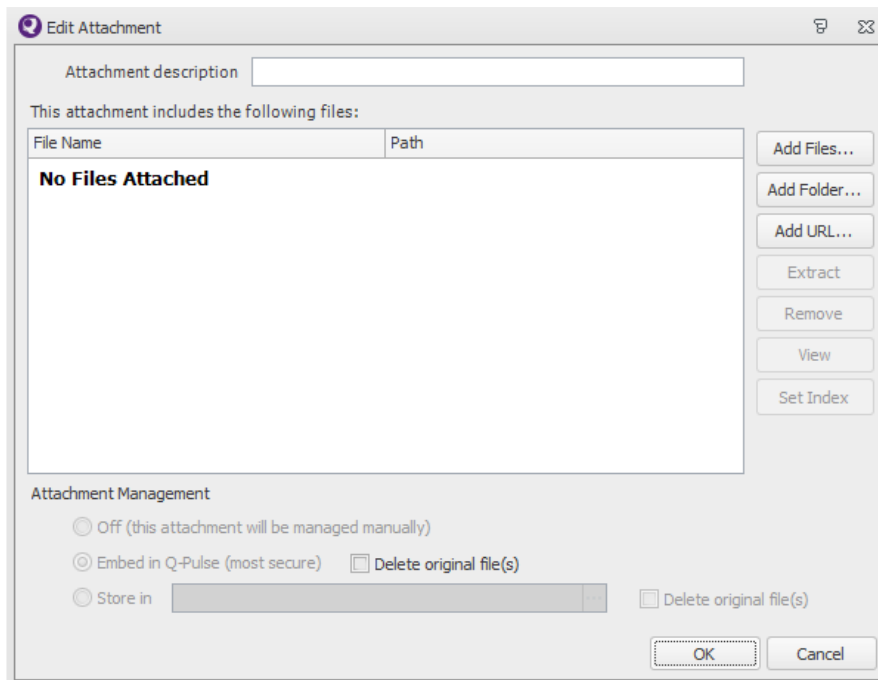 Edit Attachment
Attachment description
This attachment includes the following files:
File Name Path
No Files Attached
Add Files...
Add Folder...
Add URL...
Extract
Remove
View
Set Index
Attachment Management
Off (this attachment will be managed manually)
Embed in Q-Pulse (most secure) Delete original file(s)
Store in ... Delete original file(s)
OK Cancel